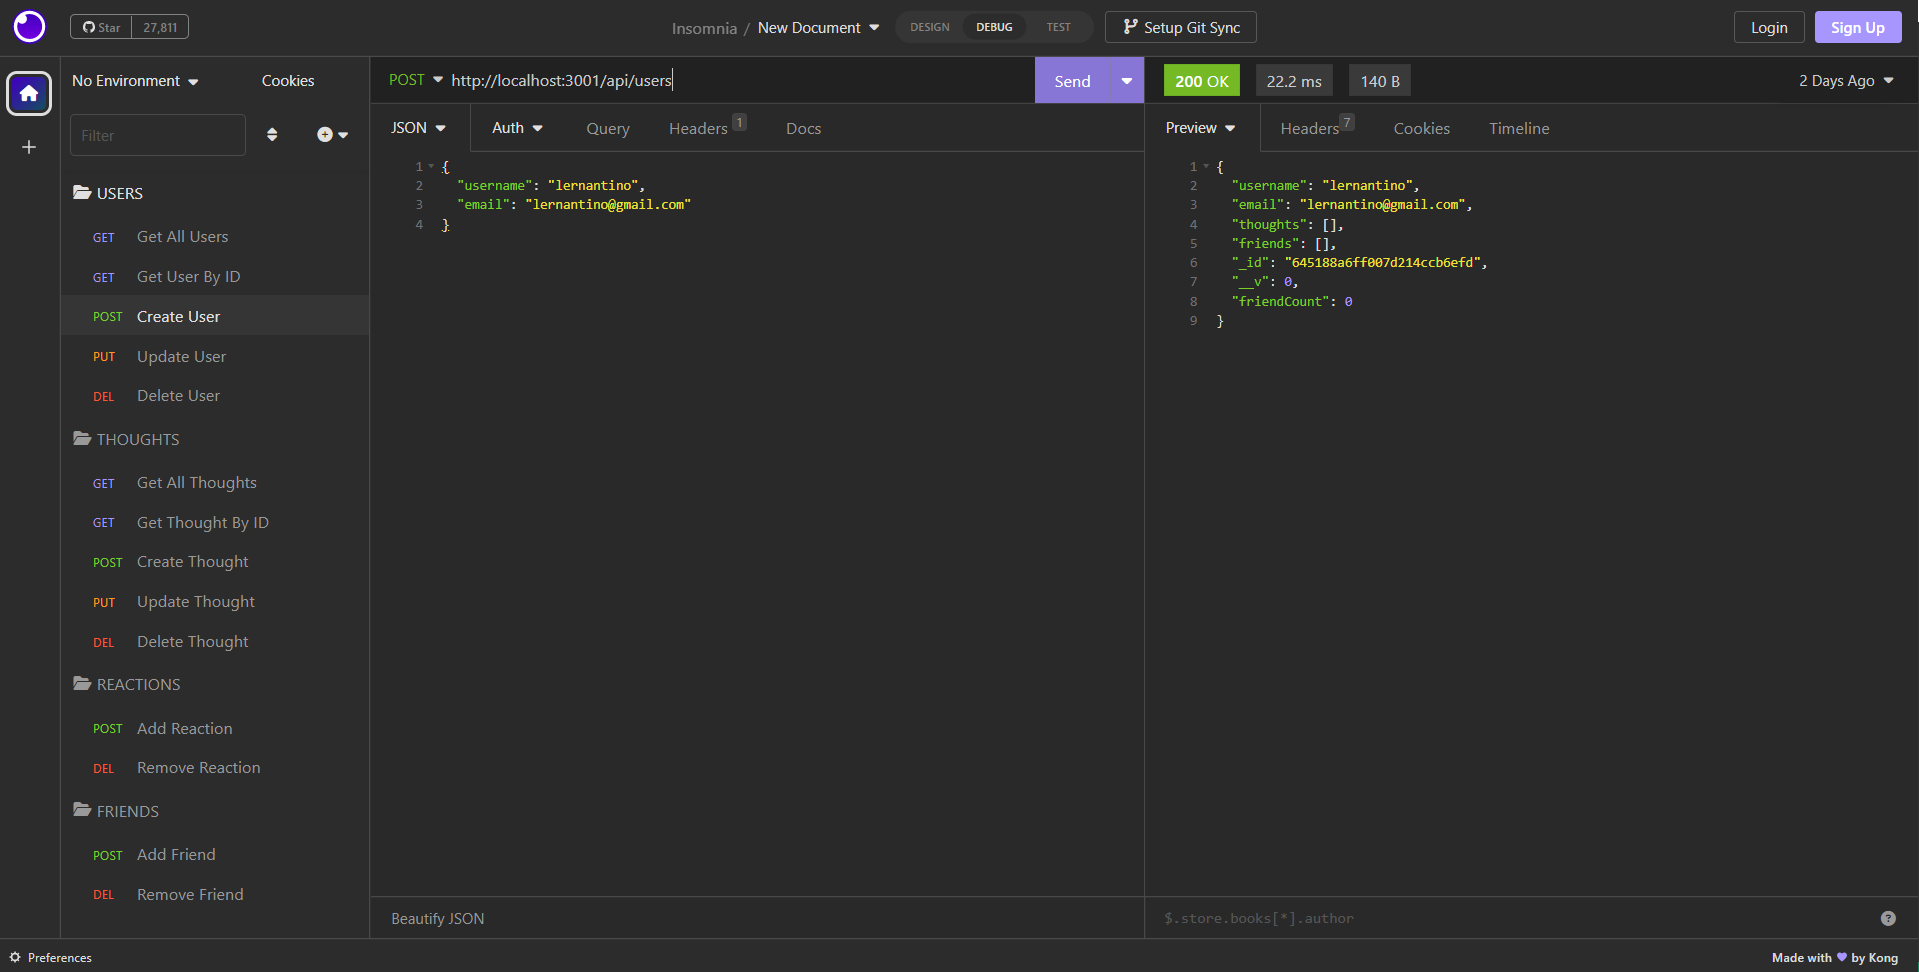 Star 27,811
Insomnia / New Document
DESIGN DEBUG TEST
Setup Git Sync
Login
Sign Up
No Environment
Cookies
Filter
USERS
GET Get All Users
GET Get User By ID
POST Create User
PUT Update User
DEL Delete User
THOUGHTS
GET Get All Thoughts
GET Get Thought By ID
POST Create Thought
PUT Update Thought
DEL Delete Thought
REACTIONS
POST Add Reaction
DEL Remove Reaction
FRIENDS
POST Add Friend
DEL Remove Friend
POST http://localhost:3001/api/users
Send
JSON Auth Query Headers 1 Docs
1 {
2 "username": "lernantino",
3 "email": "lernantino@gmail.com"
4 }
Beautify JSON
200 OK 22.2 ms 140 B
2 Days Ago
Preview Headers 7 Cookies Timeline
1 {
2 "username": "lernantino",
3 "email": "lernantino@gmail.com",
4 "thoughts": [],
5 "friends": [],
6 "_id": "645188a6ff007d214ccb6efd",
7 "__v": 0,
8 "friendCount": 0
9 }
$.store.books[*].author
?
Preferences
Made with by Kong